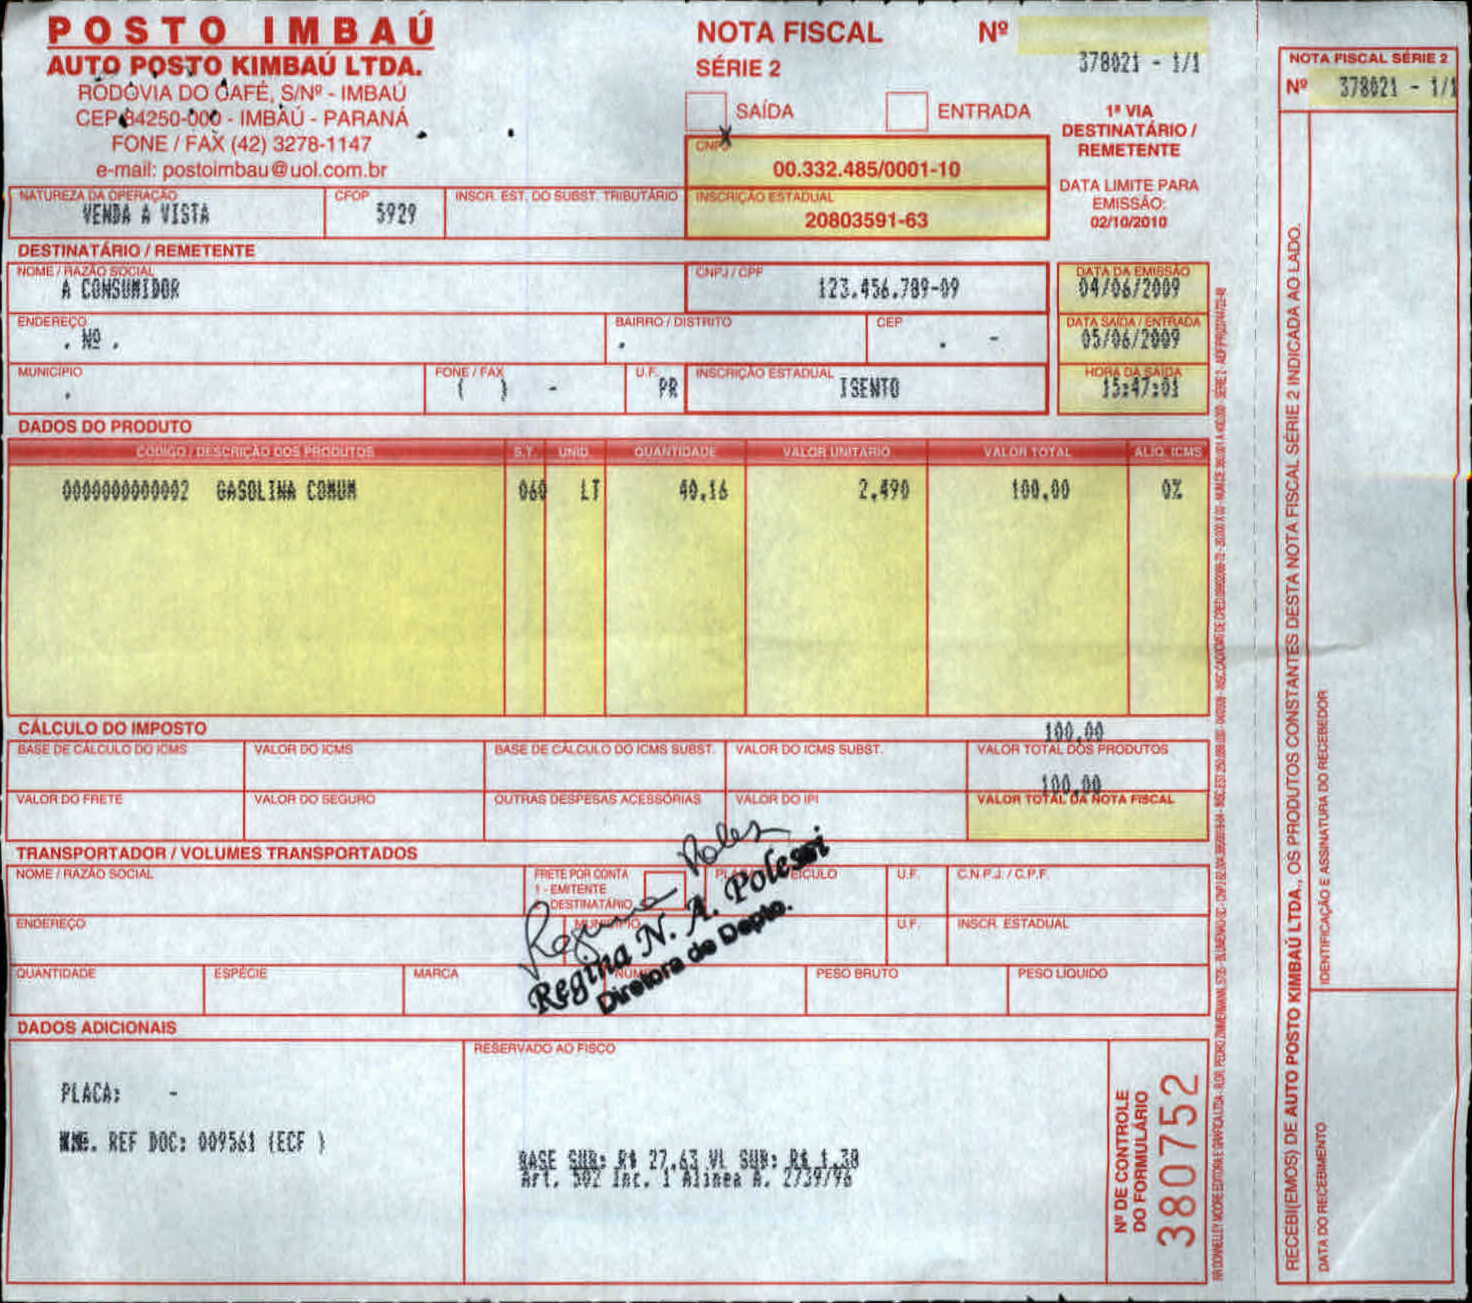 POSTO IMBAÚ
AUTO POSTO KIMBAÚ LTDA.
RODOVIA DO CAFÉ, S/Nº - IMBAÚ
CEP 84250-000 - IMBAÚ - PARANÁ
FONE / FAX (42) 3278-1147
e-mail: postoimbau@uol.com.br
NOTA FISCAL Nº
SÉRIE 2
378021 - 1/1
SAÍDA ENTRADA
X
CNPJ
00.332.485/0001-10
1ª VIA
DESTINATÁRIO /
REMETENTE
DATA LIMITE PARA
EMISSÃO:
02/10/2010
NATUREZA DA OPERAÇÃO CFOP INSCR. EST. DO SUBST. TRIBUTÁRIO INSCRIÇÃO ESTADUAL
VENDA A VISTA 5929 20803591-63
DESTINATÁRIO / REMETENTE
NOME / RAZÃO SOCIAL CNPJ / CPF DATA DA EMISSÃO
A CONSUMIDOR 123.456.789-09 04/06/2009
ENDEREÇO BAIRRO / DISTRITO CEP DATA SAÍDA / ENTRADA
. Nº . . . - 05/06/2009
MUNICÍPIO FONE / FAX U.F. INSCRIÇÃO ESTADUAL HORA DA SAÍDA
. ( ) - PR ISENTO 15:47:01
DADOS DO PRODUTO
CÓDIGO / DESCRIÇÃO DOS PRODUTOS S.T. UNID. QUANTIDADE VALOR UNITÁRIO VALOR TOTAL ALIQ. ICMS
0000000000002 GASOLINA COMUM 060 LT 40,16 2,490 100,00 0%
CÁLCULO DO IMPOSTO
100,00
BASE DE CÁLCULO DO ICMS VALOR DO ICMS BASE DE CÁLCULO DO ICMS SUBST. VALOR DO ICMS SUBST. VALOR TOTAL DOS PRODUTOS
100,00
VALOR DO FRETE VALOR DO SEGURO OUTRAS DESPESAS ACESSÓRIAS VALOR DO IPI VALOR TOTAL DA NOTA FISCAL
TRANSPORTADOR / VOLUMES TRANSPORTADOS
NOME / RAZÃO SOCIAL FRETE POR CONTA U.F. C.N.P.J. / C.P.F.
1 - EMITENTE
DESTINATÁRIO
ENDEREÇO MUNICÍPIO U.F. INSCR. ESTADUAL
QUANTIDADE ESPÉCIE MARCA PESO BRUTO PESO LÍQUIDO
Regina N. A. Polessi
Diretora de Depto.
DADOS ADICIONAIS
RESERVADO AO FISCO
PLACA: -
REF DOC: 009561 (ECF )
BASE SUB: R$ 27,63 VL SUB: R$ 1,38
Art. 502 Inc. 1 Alinea A. 2739/96
Nº DE CONTROLE
DO FORMULÁRIO
380752
NOTA FISCAL SÉRIE 2
Nº 378021 - 1/1
RECEBI(EMOS) DE AUTO POSTO KIMBAÚ LTDA., OS PRODUTOS CONSTANTES DESTA NOTA FISCAL SÉRIE 2 INDICADA AO LADO.
IDENTIFICAÇÃO E ASSINATURA DO RECEBEDOR
DATA DO RECEBIMENTO